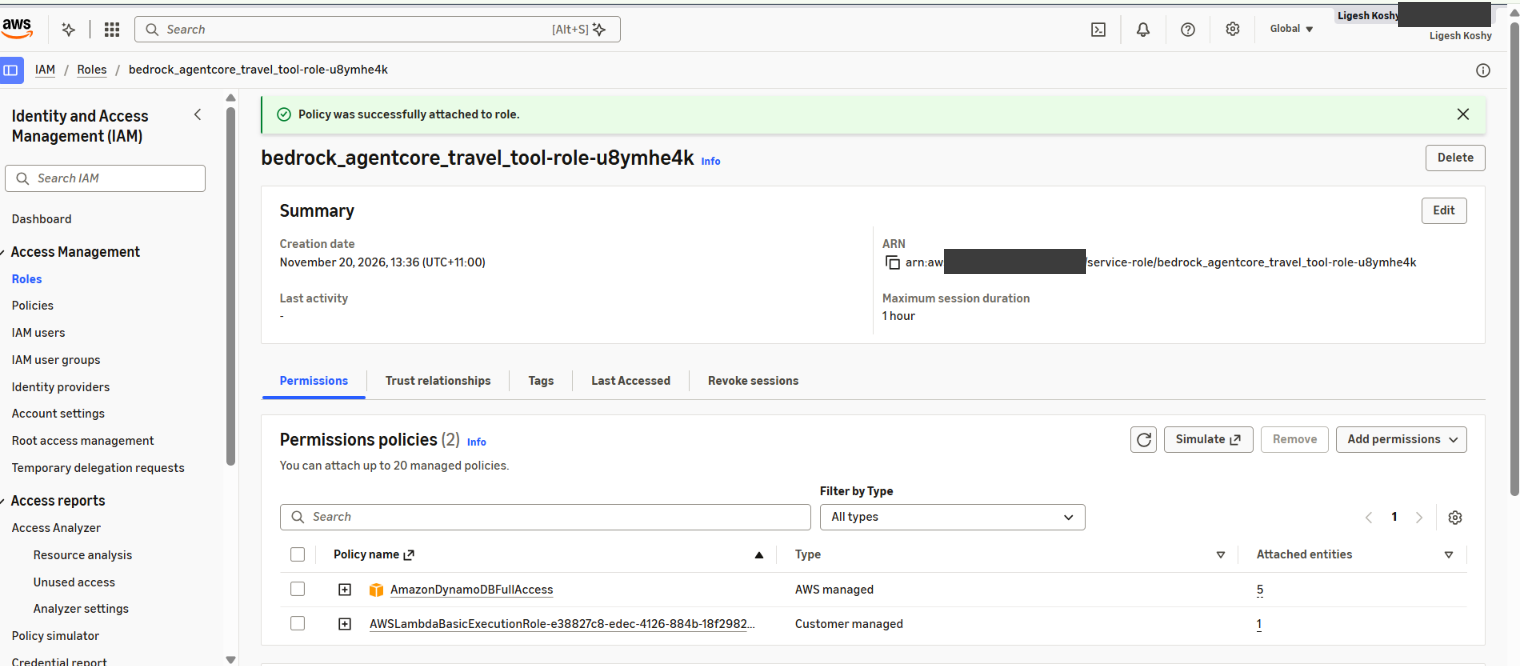 aws
Search [Alt+S]
Global
Ligesh Koshy
Ligesh Koshy
IAM / Roles / bedrock_agentcore_travel_tool-role-u8ymhe4k
Identity and Access Management (IAM)
Search IAM
Dashboard
Access Management
Roles
Policies
IAM users
IAM user groups
Identity providers
Account settings
Root access management
Temporary delegation requests
Access reports
Access Analyzer
Resource analysis
Unused access
Analyzer settings
Policy simulator
Credential report
Policy was successfully attached to role.
bedrock_agentcore_travel_tool-role-u8ymhe4k Info
Delete
Summary
Edit
Creation date
November 20, 2026, 13:36 (UTC+11:00)
ARN
arn:aw /service-role/bedrock_agentcore_travel_tool-role-u8ymhe4k
Last activity
-
Maximum session duration
1 hour
Permissions Trust relationships Tags Last Accessed Revoke sessions
Permissions policies (2) Info
Simulate Remove Add permissions
You can attach up to 20 managed policies.
Filter by Type
Search All types
1
Policy name Type Attached entities
AmazonDynamoDBFullAccess AWS managed 5
AWSLambdaBasicExecutionRole-e38827c8-edec-4126-884b-18f2982... Customer managed 1